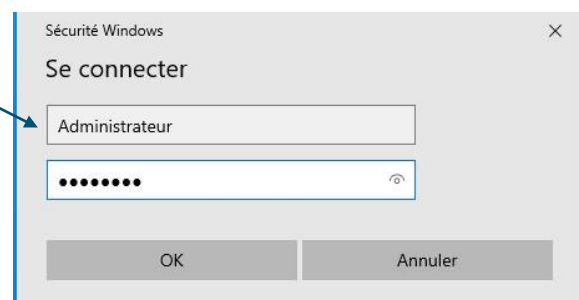 Sécurité Windows
Se connecter
Administrateur
••••••••
OK Annuler